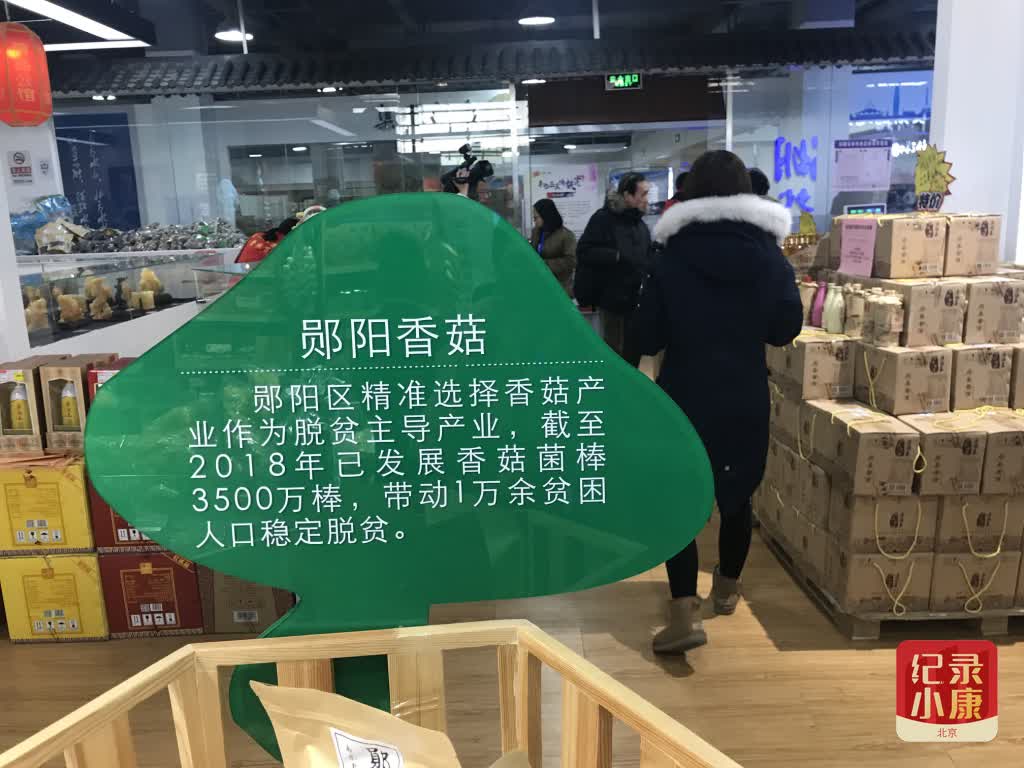 郧阳香菇
郧阳区精准选择香菇产
业作为脱贫主导产业，截至
2018年已发展香菇菌棒
3500万棒，带动1万余贫困
人口稳定脱贫。
特价
郧
纪录
小康
北京